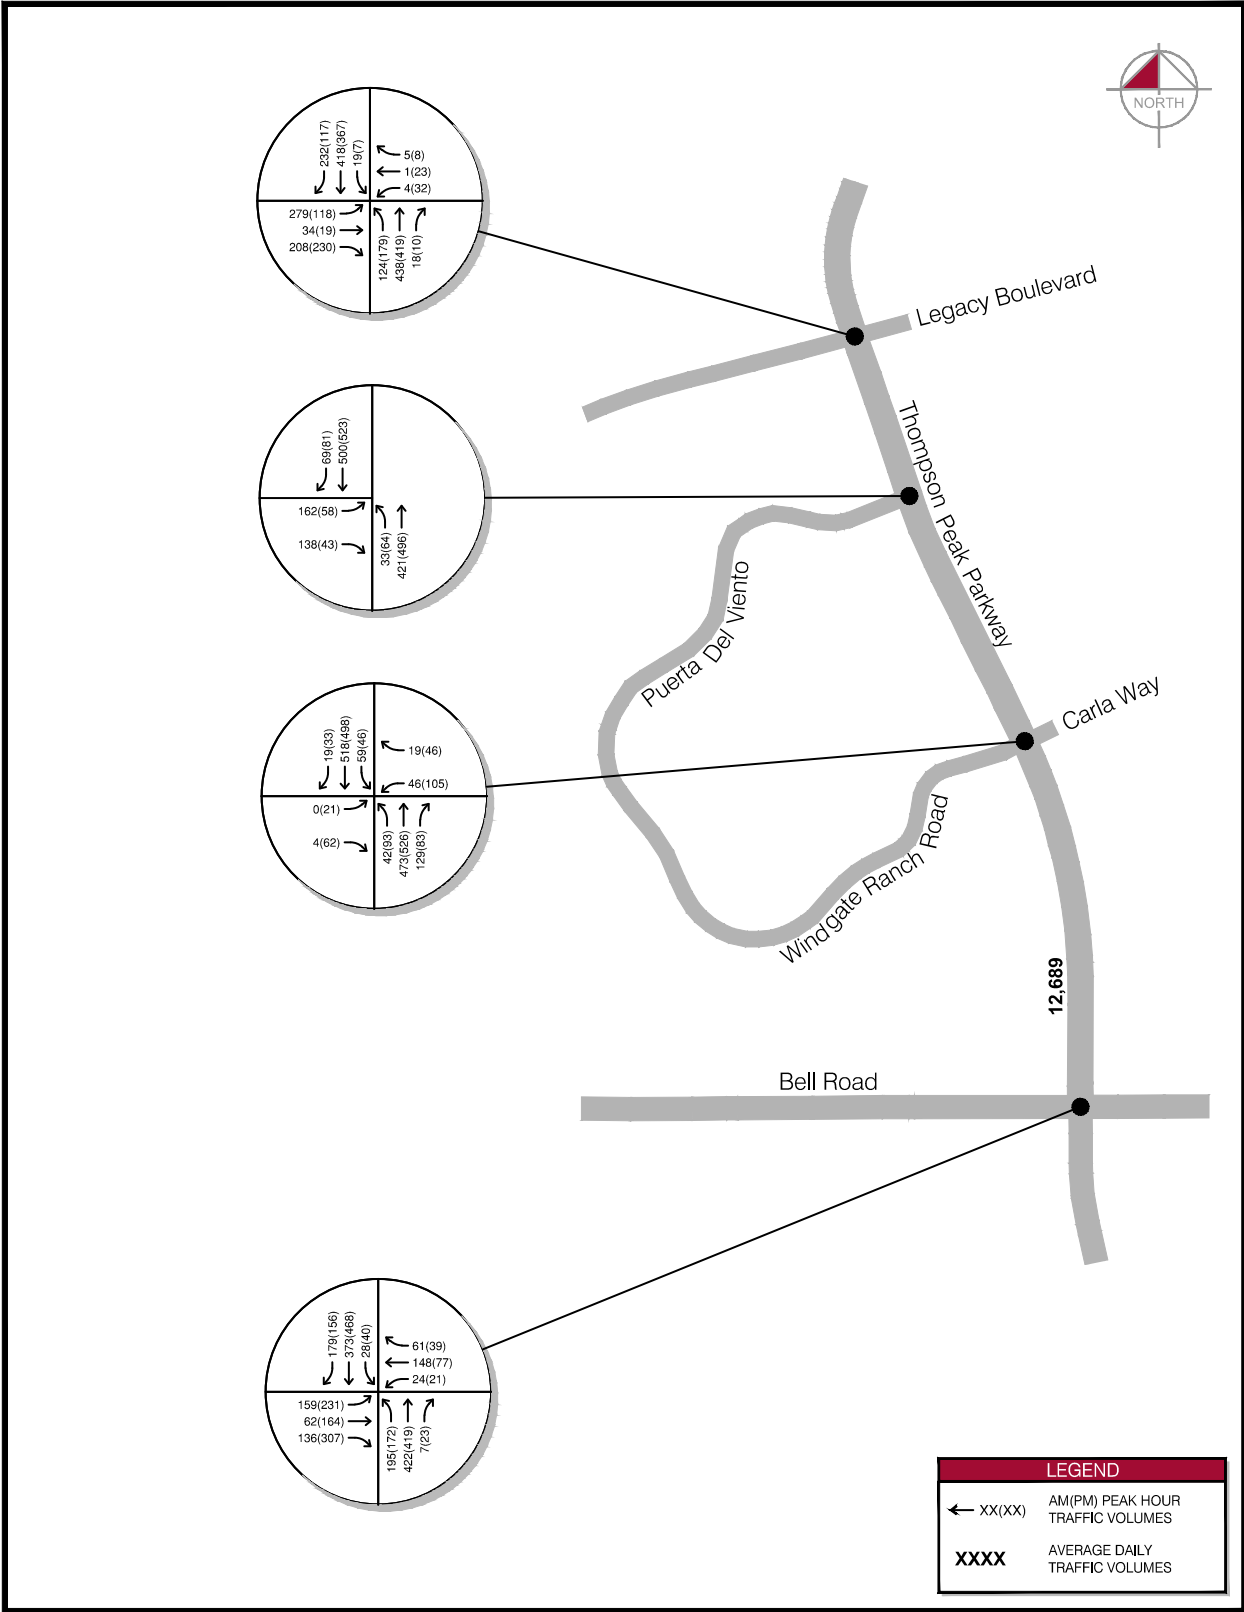 NORTH
232(117)
418(367)
19(7)
5(8)
1(23)
4(32)
279(118)
34(19)
208(230)
124(179)
438(419)
18(10)
Legacy Boulevard
69(81)
500(523)
162(58)
138(43)
33(64)
421(496)
Thompson Peak Parkway
Puerta Del Viento
19(33)
518(498)
59(46)
19(46)
46(105)
0(21)
4(62)
42(93)
473(526)
129(83)
Carla Way
Windgate Ranch Road
12,689
Bell Road
179(156)
373(468)
28(40)
61(39)
148(77)
24(21)
159(231)
62(164)
136(307)
195(172)
422(419)
7(23)
LEGEND
XX(XX)
AM(PM) PEAK HOUR
TRAFFIC VOLUMES
XXXX
AVERAGE DAILY
TRAFFIC VOLUMES